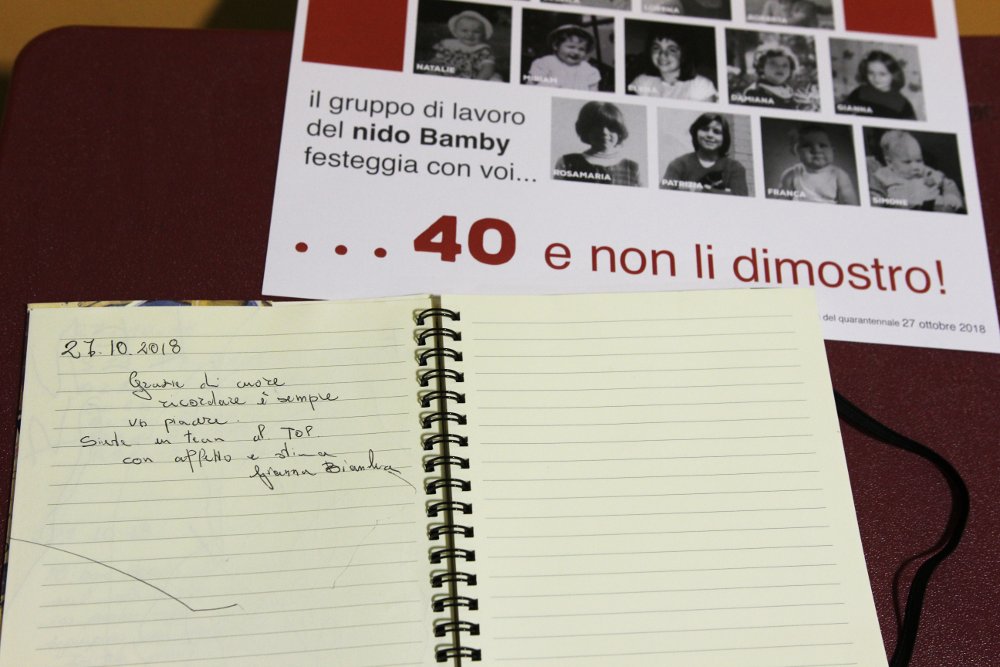 NATALIE
MIRIAM
ELENA
DAMIANA
GIANNA
il gruppo di lavoro
del nido Bamby
festeggia con voi...
ROSAMARIA
PATRIZIA
FRANCA
SIMONE
... 40 e non li dimostro!
del quarantennale 27 ottobre 2018
27.10.2018
Grazie di cuore
ricordare è sempre
un piacere.
Siete un team al TOP.
con affetto e stima
Gianna